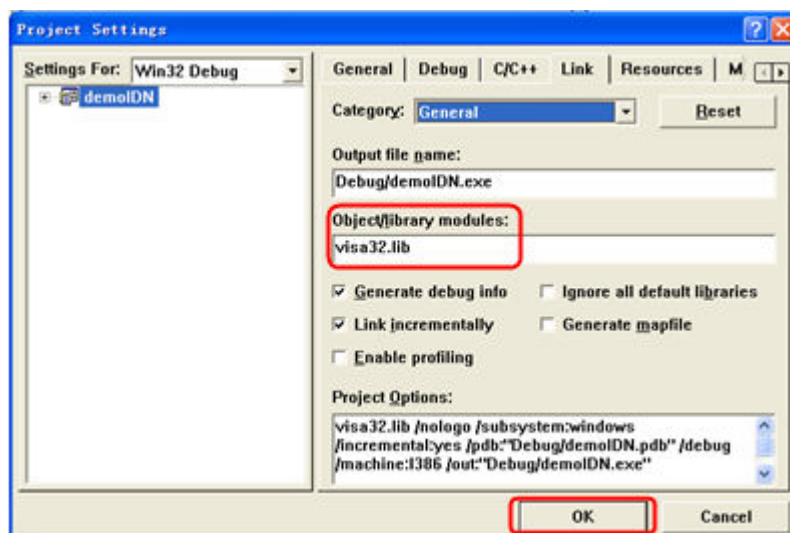 Project Settings
Settings For: Win32 Debug
demoIDN
General Debug C/C++ Link Resources M
Category: General Reset
Output file name:
Debug/demoIDN.exe
Object/library modules:
visa32.lib
Generate debug info Ignore all default libraries
Link incrementally Generate mapfile
Enable profiling
Project Options:
visa32.lib /nologo /subsystem:windows
/incremental:yes /pdb:"Debug/demoIDN.pdb" /debug
/machine:I386 /out:"Debug/demoIDN.exe"
OK Cancel